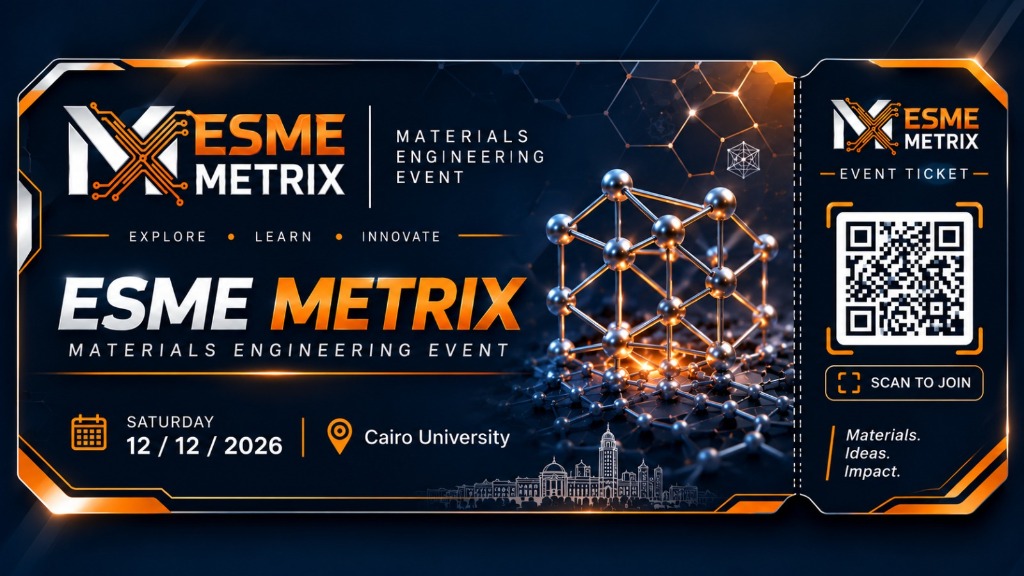 ESME
METRIX
MATERIALS
ENGINEERING
EVENT
EXPLORE • LEARN • INNOVATE
ESME METRIX
MATERIALS ENGINEERING EVENT
SATURDAY
12 / 12 / 2026
Cairo University
ESME
METRIX
EVENT TICKET
SCAN TO JOIN
Materials.
Ideas.
Impact.